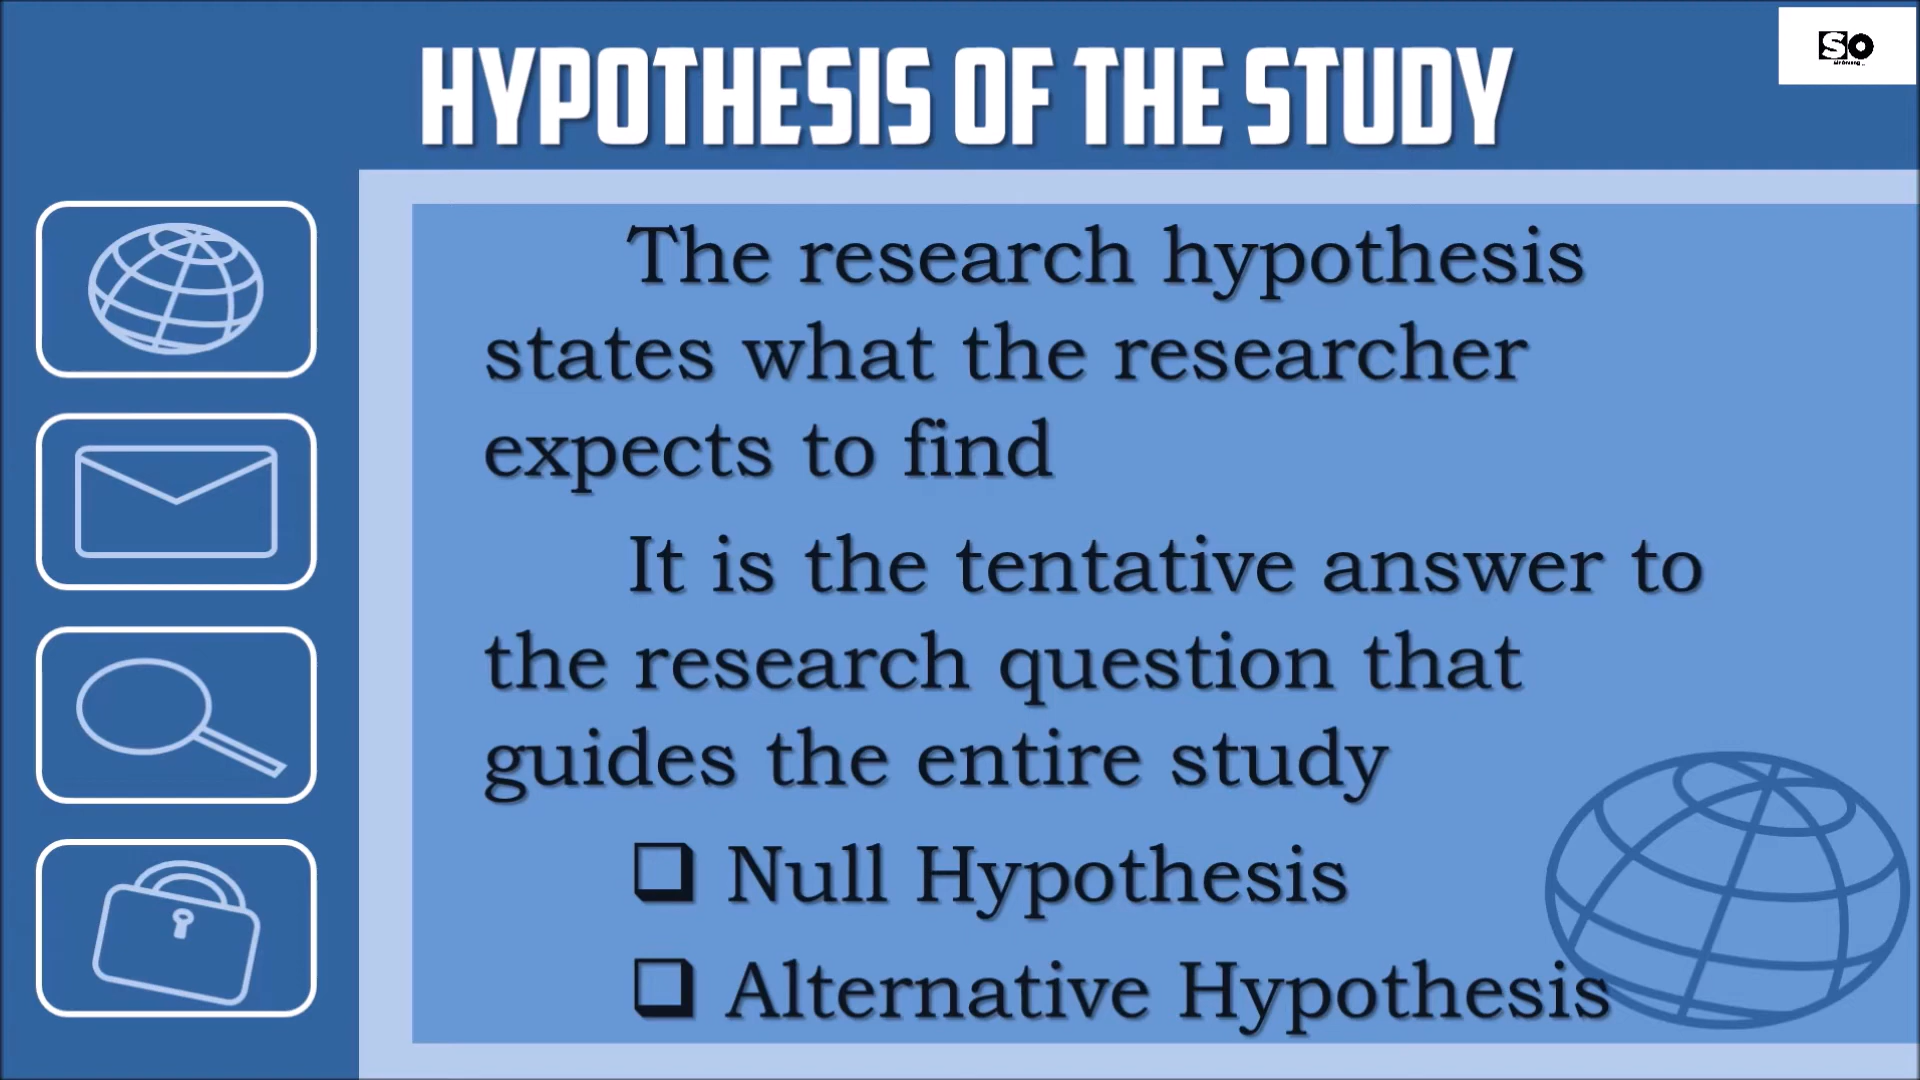 HYPOTHESIS OF THE STUDY
SO
The research hypothesis
states what the researcher
expects to find
It is the tentative answer to
the research question that
guides the entire study
❑ Null Hypothesis
❑ Alternative Hypothesis